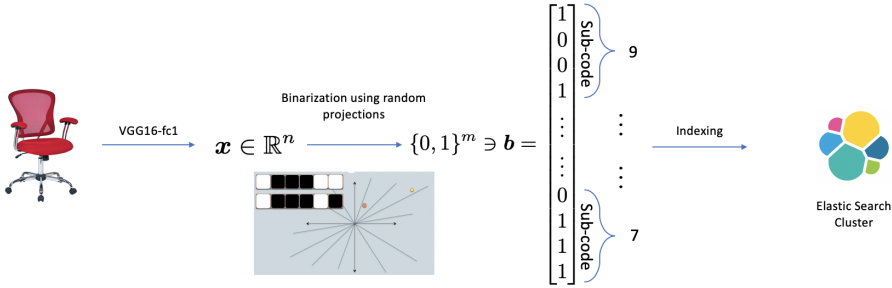 VGG16-fc1
x ∈ ℝⁿ
Binarization using random
projections
{0, 1}ᵐ ∋ b =
1
0
0
1
Sub-code
9
⋮
⋮
⋮
⋮
0
1
1
1
Sub-code
7
Indexing
Elastic Search
Cluster